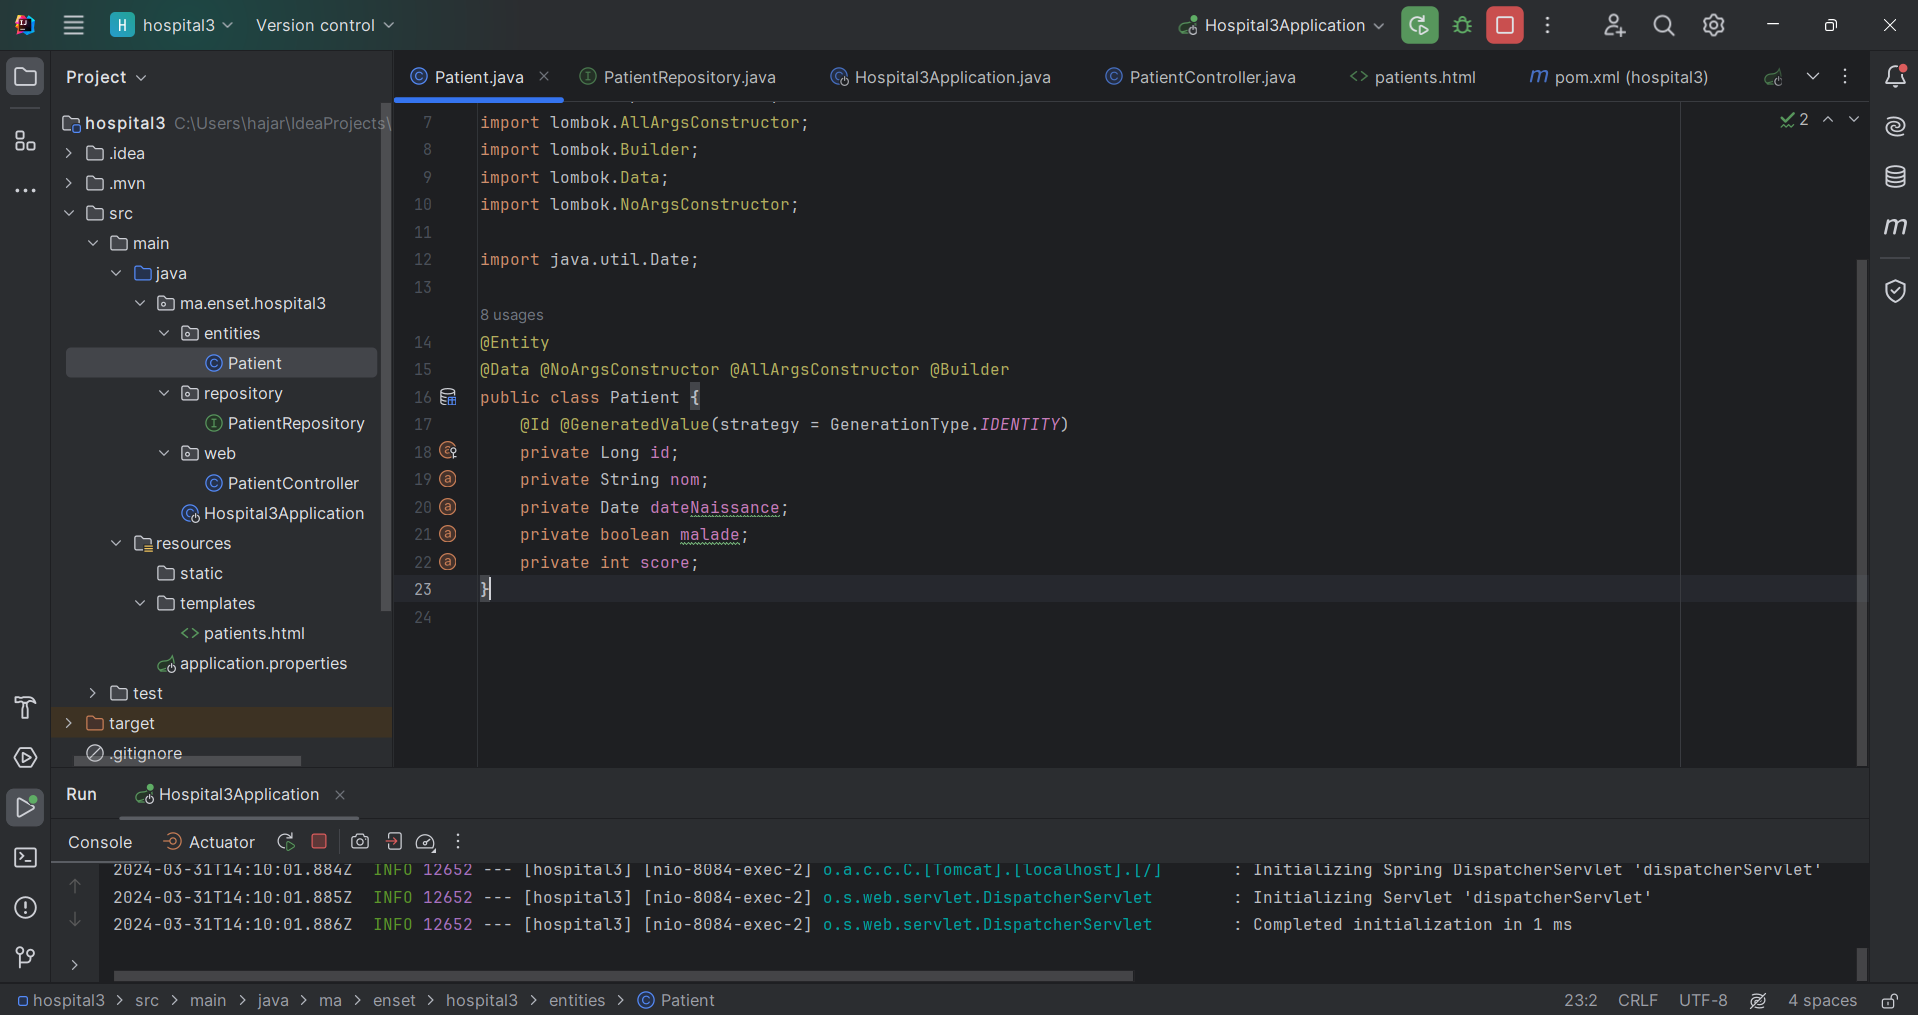 H hospital3 Version control Hospital3Application
Project
Patient.java PatientRepository.java Hospital3Application.java PatientController.java patients.html pom.xml (hospital3)
hospital3 C:\Users\hajar\IdeaProjects\
.idea
.mvn
src
main
java
ma.enset.hospital3
entities
Patient
repository
PatientRepository
web
PatientController
Hospital3Application
resources
static
templates
patients.html
application.properties
test
target
.gitignore
2
7 import lombok.AllArgsConstructor;
8 import lombok.Builder;
9 import lombok.Data;
10 import lombok.NoArgsConstructor;
11
12 import java.util.Date;
13
8 usages
14 @Entity
15 @Data @NoArgsConstructor @AllArgsConstructor @Builder
16 public class Patient {
17 @Id @GeneratedValue(strategy = GenerationType.IDENTITY)
18 private Long id;
19 private String nom;
20 private Date dateNaissance;
21 private boolean malade;
22 private int score;
23 }
24
Run Hospital3Application
Console Actuator
2024-03-31T14:10:01.884Z INFO 12652 --- [hospital3] [nio-8084-exec-2] o.a.c.c.C.[Tomcat].[localhost].[/] : Initializing Spring DispatcherServlet 'dispatcherServlet'
2024-03-31T14:10:01.885Z INFO 12652 --- [hospital3] [nio-8084-exec-2] o.s.web.servlet.DispatcherServlet : Initializing Servlet 'dispatcherServlet'
2024-03-31T14:10:01.886Z INFO 12652 --- [hospital3] [nio-8084-exec-2] o.s.web.servlet.DispatcherServlet : Completed initialization in 1 ms
hospital3 > src > main > java > ma > enset > hospital3 > entities > Patient 23:2 CRLF UTF-8 4 spaces